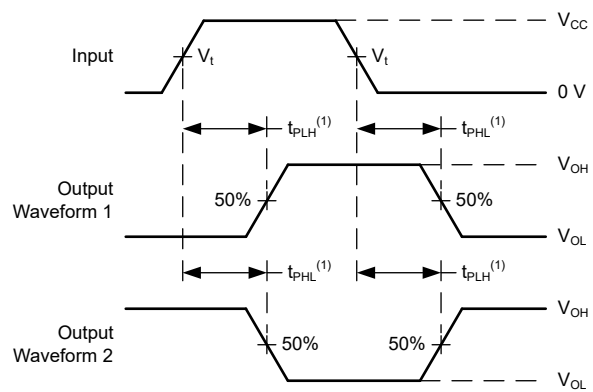 V_CC
Input
V_t
V_t
0 V
t_PLH^(1)
t_PHL^(1)
V_OH
Output
Waveform 1
50%
50%
V_OL
t_PHL^(1)
t_PLH^(1)
V_OH
Output
Waveform 2
50%
50%
V_OL